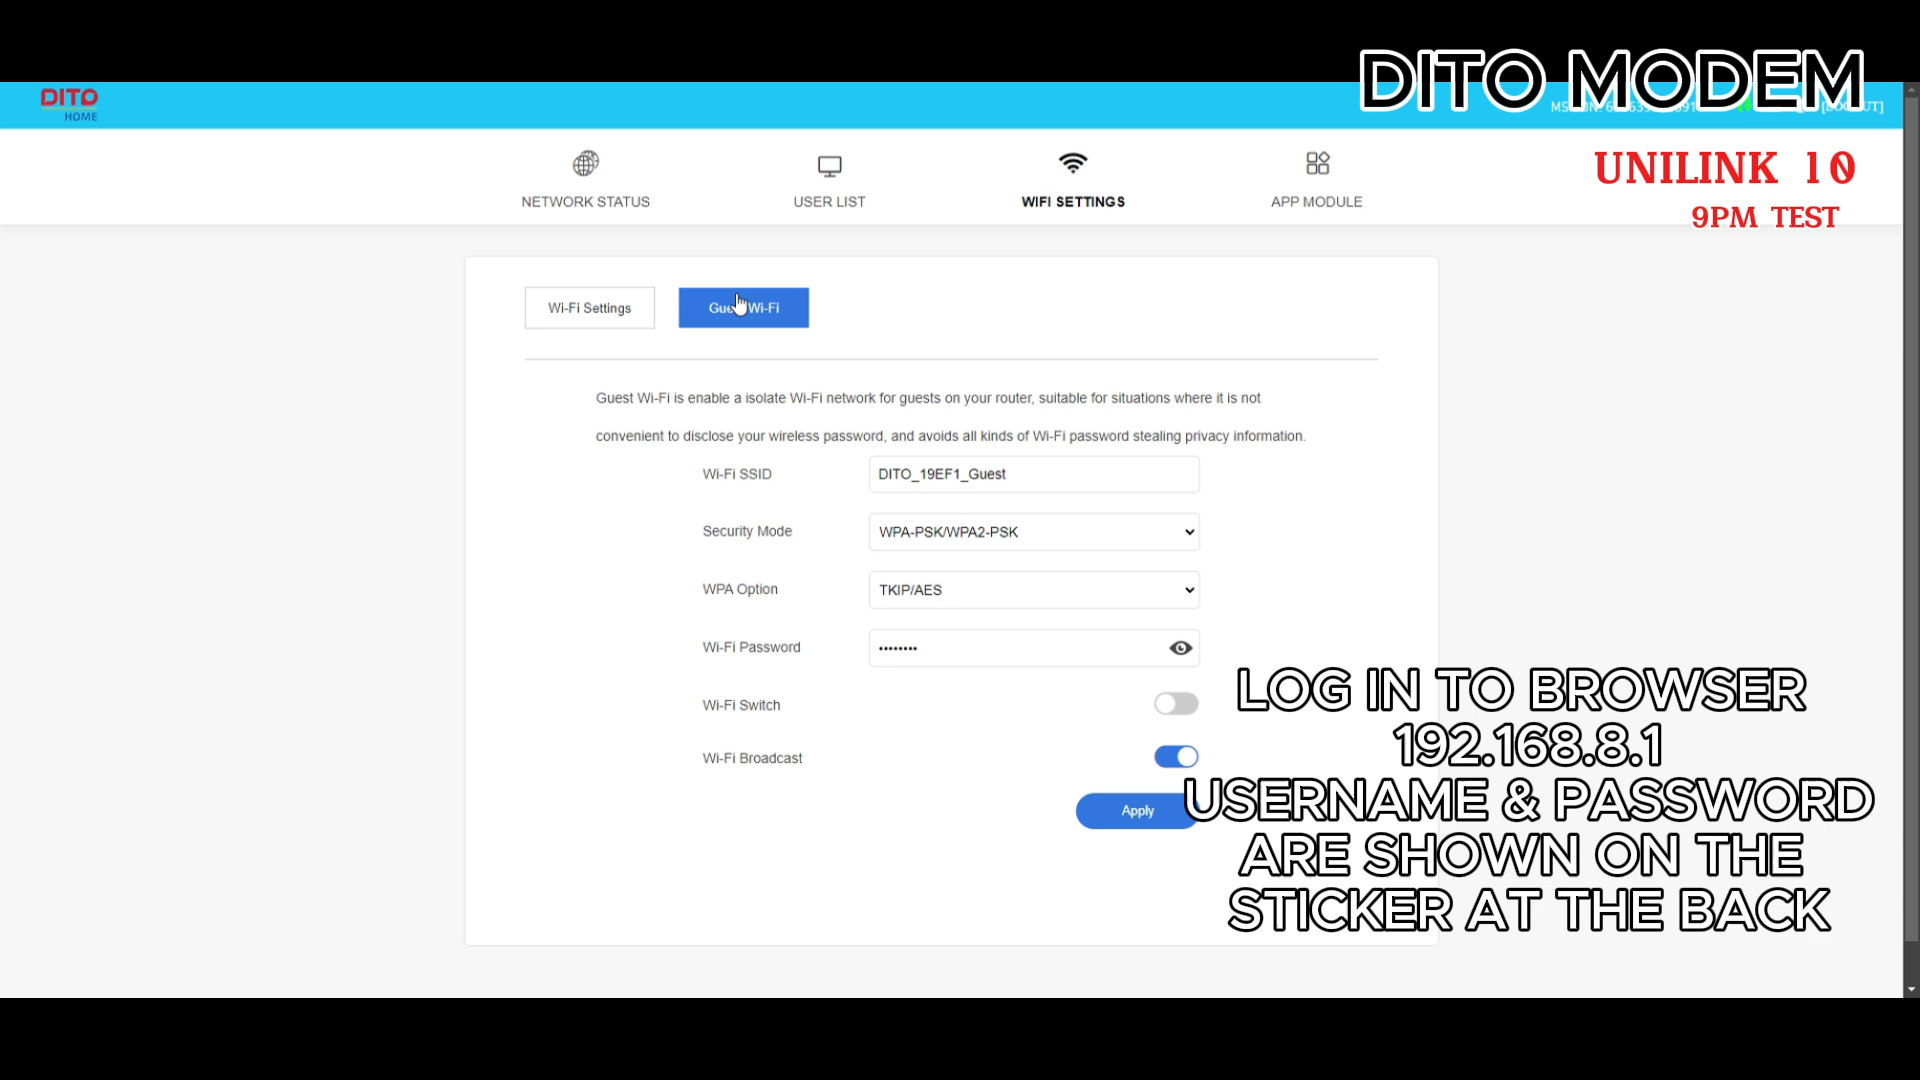 DITO MODEM
DITO
HOME
UNILINK 10
9PM TEST
NETWORK STATUS
USER LIST
WIFI SETTINGS
APP MODULE
Wi-Fi Settings
Wi-Fi
Guest Wi-Fi is enable a isolate Wi-Fi network for guests on your router, suitable for situations where it is not
convenient to disclose your wireless password, and avoids all kinds of Wi-Fi password stealing privacy information.
Wi-Fi SSID
DITO_19EF1_Guest
Security Mode
WPA-PSK/WPA2-PSK
WPA Option
TKIP/AES
Wi-Fi Password
••••••••
Wi-Fi Switch
Wi-Fi Broadcast
Apply
LOG IN TO BROWSER
192.168.8.1
USERNAME & PASSWORD
ARE SHOWN ON THE
STICKER AT THE BACK